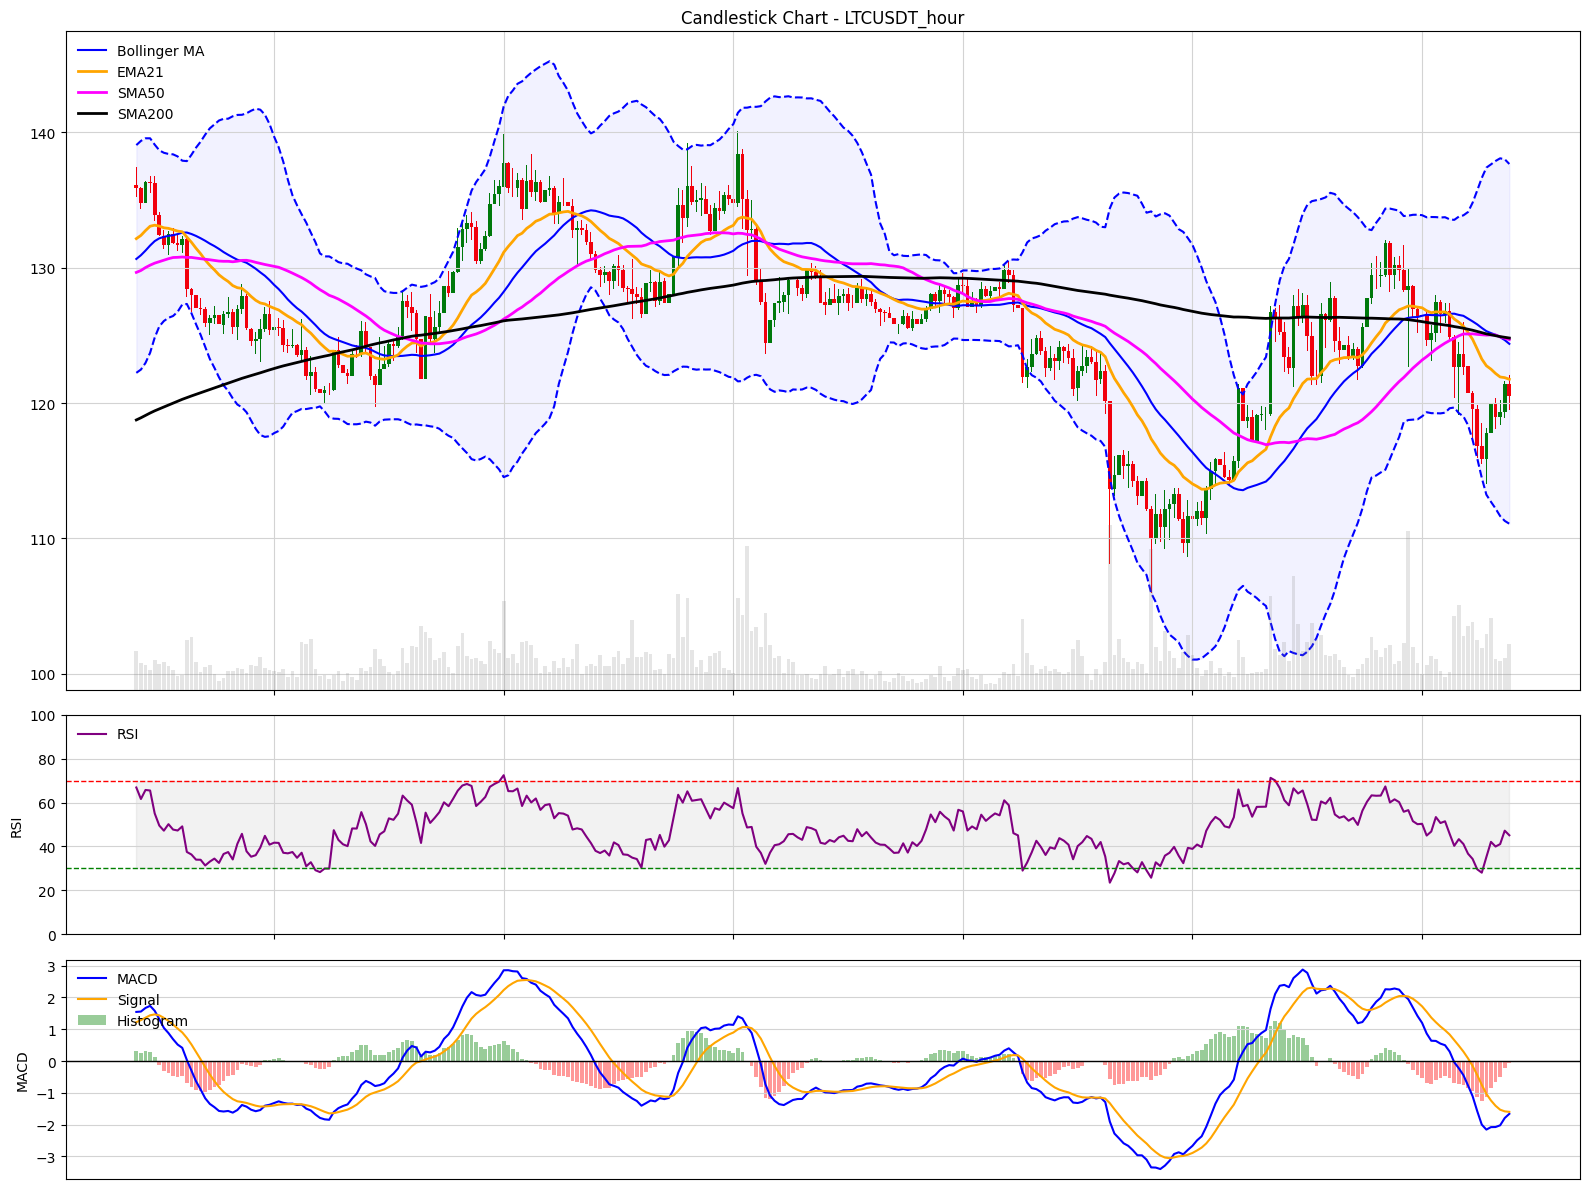 Candlestick Chart - LTCUSDT_hour
Bollinger MA
EMA21
SMA50
SMA200
140
130
120
110
100
RSI
100
80
60
40
20
0
RSI
MACD
Signal
Histogram
3
2
1
0
−1
−2
−3
MACD